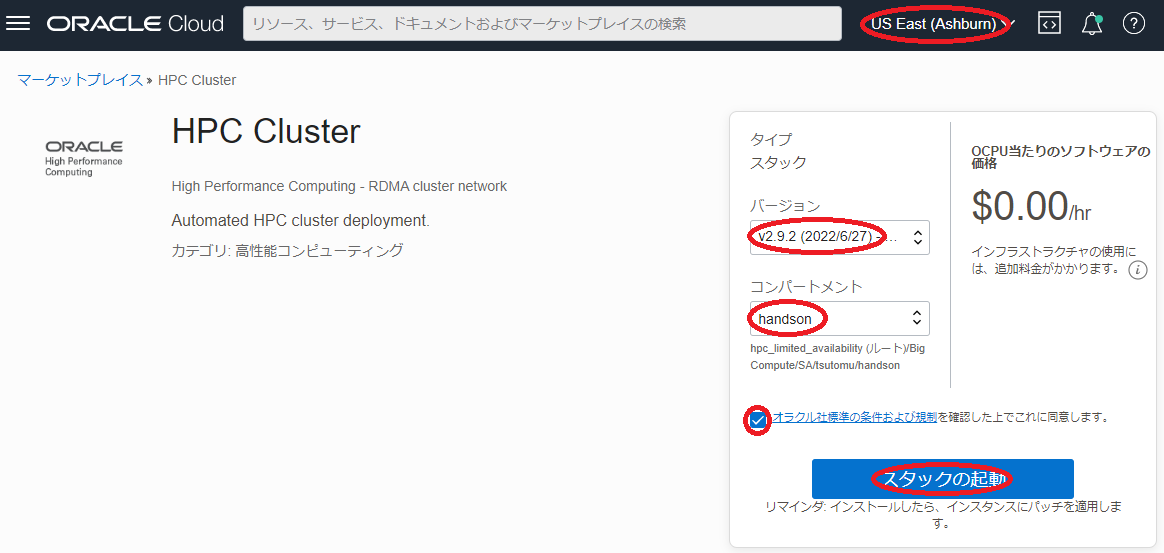 ORACLE Cloud
リソース、サービス、ドキュメントおよびマーケットプレイスの検索
US East (Ashburn)
マーケットプレイス » HPC Cluster
ORACLE
High Performance
Computing
HPC Cluster
High Performance Computing - RDMA cluster network
Automated HPC cluster deployment.
カテゴリ: 高性能コンピューティング
タイプ
スタック
バージョン
v2.9.2 (2022/6/27) -...
コンパートメント
handson
hpc_limited_availability (ルート)/Big
Compute/SA/tsutomu/handson
OCPU当たりのソフトウェアの
価格
$0.00/hr
インフラストラクチャの使用に
は、追加料金がかかります。
オラクル社標準の条件および規制を確認した上でこれに同意します。
スタックの起動
リマインダ: インストールしたら、インスタンスにパッチを適用しま
す。